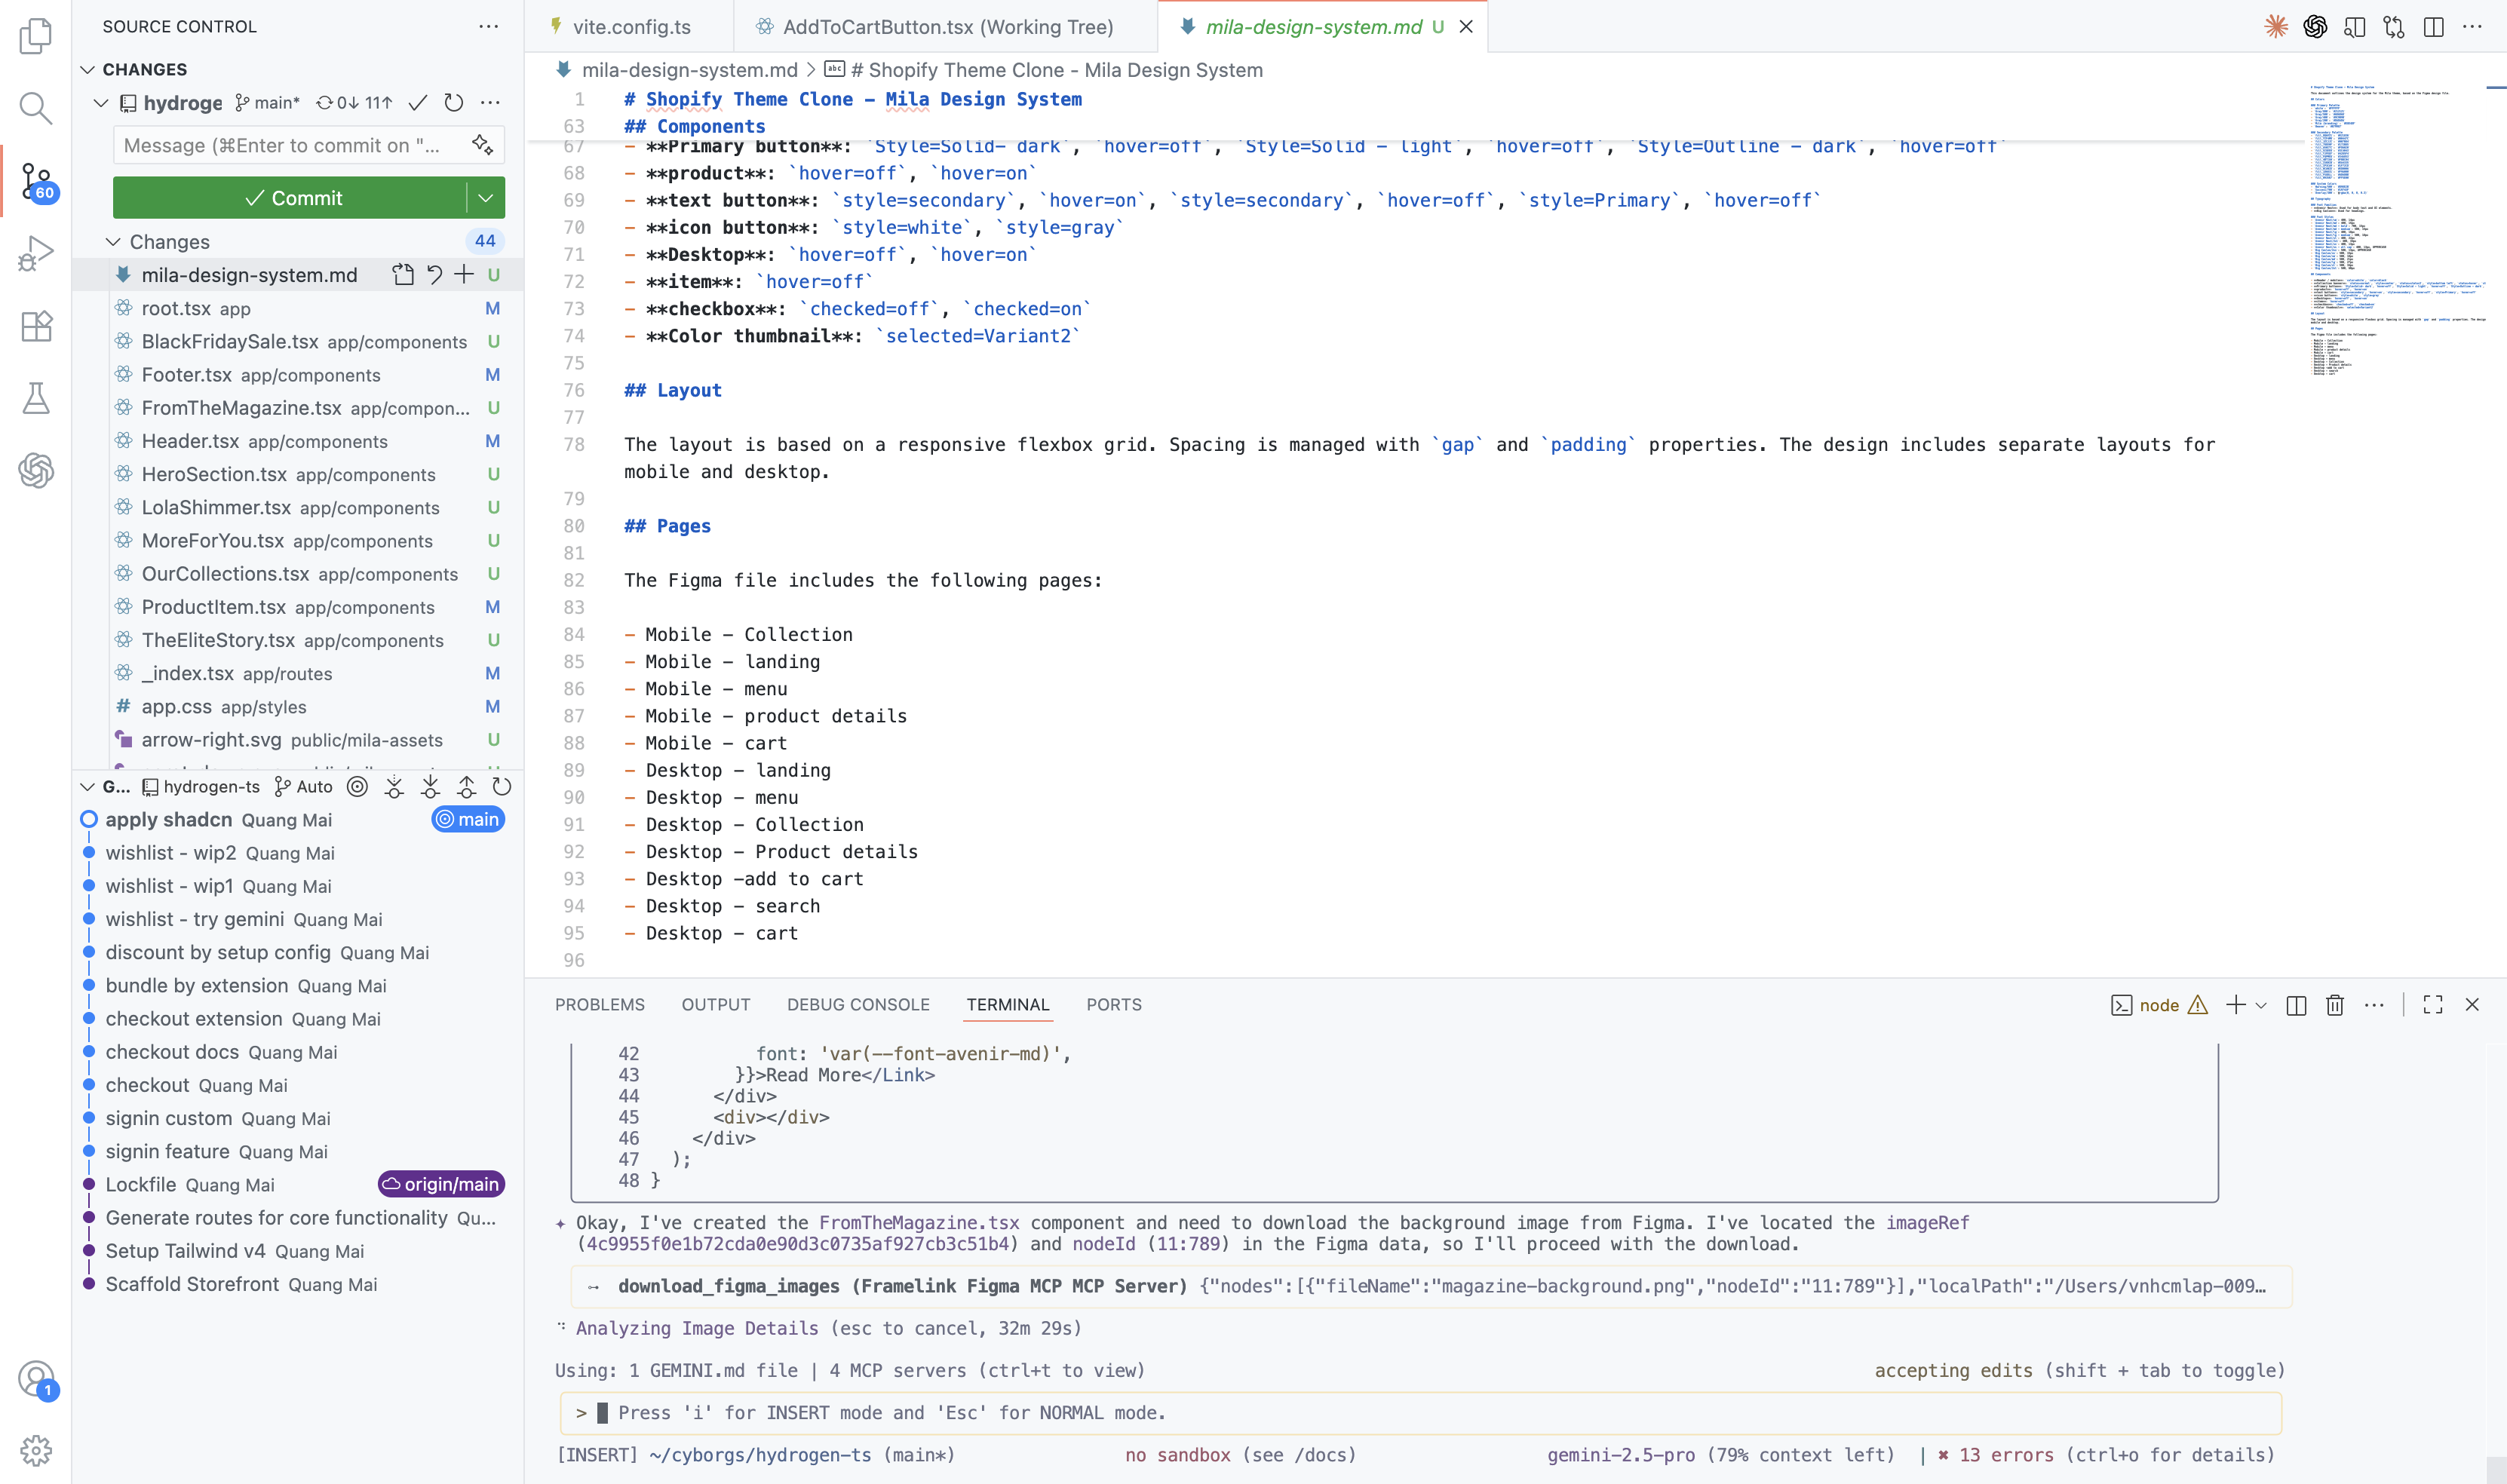 SOURCE CONTROL
CHANGES
hydroge main* 0↓ 11↑
Message (⌘Enter to commit on "...
Commit
60
Changes 44
mila-design-system.md U
root.tsx app M
BlackFridaySale.tsx app/components U
Footer.tsx app/components M
FromTheMagazine.tsx app/compon... U
Header.tsx app/components M
HeroSection.tsx app/components U
LolaShimmer.tsx app/components U
MoreForYou.tsx app/components U
OurCollections.tsx app/components U
ProductItem.tsx app/components M
TheEliteStory.tsx app/components U
_index.tsx app/routes M
# app.css app/styles M
arrow-right.svg public/mila-assets U
G... hydrogen-ts Auto
apply shadcn Quang Mai main
wishlist - wip2 Quang Mai
wishlist - wip1 Quang Mai
wishlist - try gemini Quang Mai
discount by setup config Quang Mai
bundle by extension Quang Mai
checkout extension Quang Mai
checkout docs Quang Mai
checkout Quang Mai
signin custom Quang Mai
signin feature Quang Mai
Lockfile Quang Mai origin/main
Generate routes for core functionality Qu...
Setup Tailwind v4 Quang Mai
Scaffold Storefront Quang Mai
1
vite.config.ts
AddToCartButton.tsx (Working Tree)
mila-design-system.md U
mila-design-system.md > abc # Shopify Theme Clone - Mila Design System
1 # Shopify Theme Clone - Mila Design System
63 ## Components
67 - **Primary button**: `Style=Solid- dark`, `hover=off`, `Style=Solid - light`, `hover=off`, `Style=Outline - dark`, `hover=off`
68 - **product**: `hover=off`, `hover=on`
69 - **text button**: `style=secondary`, `hover=on`, `style=secondary`, `hover=off`, `style=Primary`, `hover=off`
70 - **icon button**: `style=white`, `style=gray`
71 - **Desktop**: `hover=off`, `hover=on`
72 - **item**: `hover=off`
73 - **checkbox**: `checked=off`, `checked=on`
74 - **Color thumbnail**: `selected=Variant2`
75
76 ## Layout
77
78 The layout is based on a responsive flexbox grid. Spacing is managed with `gap` and `padding` properties. The design includes separate layouts for
mobile and desktop.
79
80 ## Pages
81
82 The Figma file includes the following pages:
83
84 - Mobile - Collection
85 - Mobile - landing
86 - Mobile - menu
87 - Mobile - product details
88 - Mobile - cart
89 - Desktop - landing
90 - Desktop - menu
91 - Desktop - Collection
92 - Desktop - Product details
93 - Desktop -add to cart
94 - Desktop - search
95 - Desktop - cart
96
PROBLEMS OUTPUT DEBUG CONSOLE TERMINAL PORTS
node
42 font: 'var(--font-avenir-md)',
43 }}>Read More</Link>
44 </div>
45 <div></div>
46 </div>
47 );
48 }
✦ Okay, I've created the FromTheMagazine.tsx component and need to download the background image from Figma. I've located the imageRef
(4c9955f0e1b72cda0e90d3c0735af927cb3c51b4) and nodeId (11:789) in the Figma data, so I'll proceed with the download.
→ download_figma_images (Framelink Figma MCP MCP Server) {"nodes":[{"fileName":"magazine-background.png","nodeId":"11:789"}],"localPath":"/Users/vnhcmlap-009…
Analyzing Image Details (esc to cancel, 32m 29s)
Using: 1 GEMINI.md file | 4 MCP servers (ctrl+t to view) accepting edits (shift + tab to toggle)
> Press 'i' for INSERT mode and 'Esc' for NORMAL mode.
[INSERT] ~/cyborgs/hydrogen-ts (main*) no sandbox (see /docs) gemini-2.5-pro (79% context left) | ✖ 13 errors (ctrl+o for details)